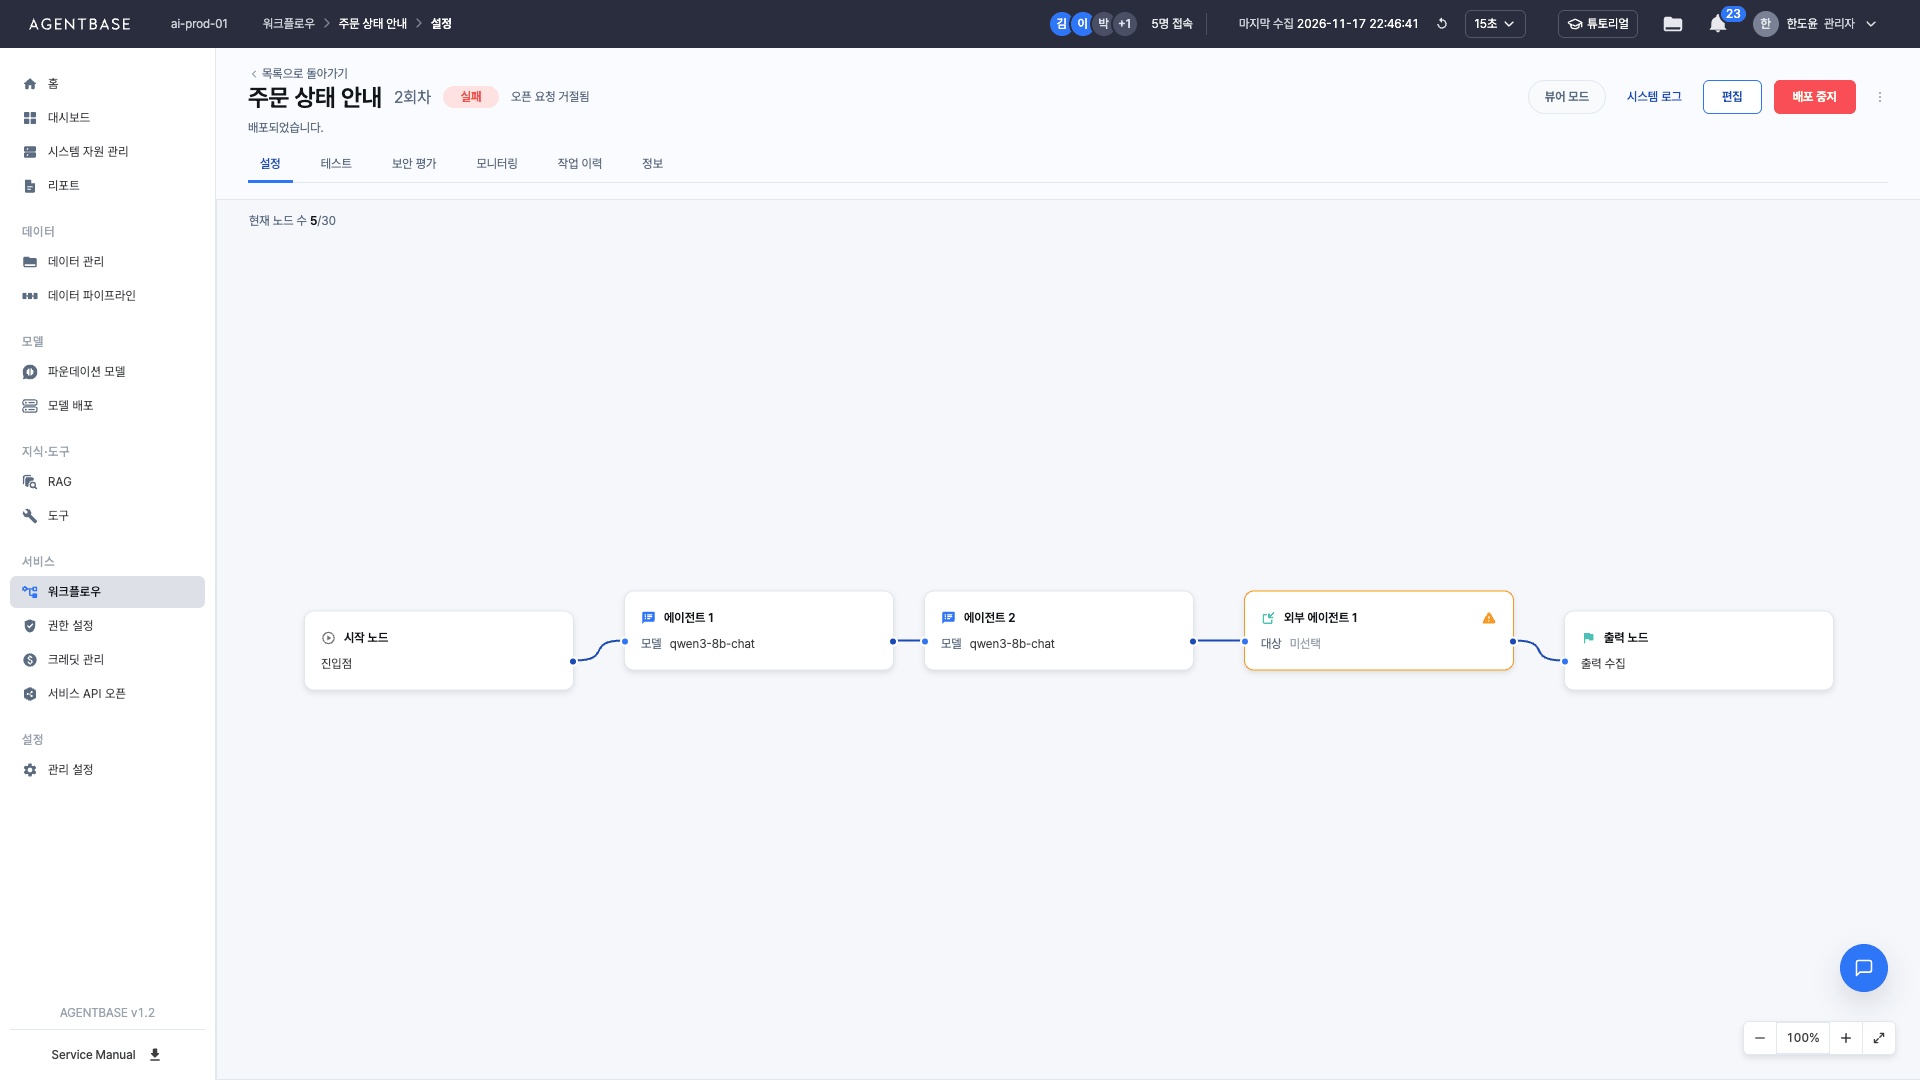 AGENTBASE
ai-prod-01
워크플로우 > 주문 상태 안내 > 설정
김 이 박 +1 5명 접속
마지막 수집 2026-11-17 22:46:41
15초
튜토리얼
23
한 한도윤 관리자
홈
대시보드
시스템 자원 관리
리포트
데이터
데이터 관리
데이터 파이프라인
모델
파운데이션 모델
모델 배포
지식·도구
RAG
도구
서비스
워크플로우
권한 설정
크레딧 관리
서비스 API 오픈
설정
관리 설정
AGENTBASE v1.2
Service Manual
목록으로 돌아가기
주문 상태 안내 2회차 실패 오픈 요청 거절됨
배포되었습니다.
뷰어 모드
시스템 로그
편집
배포 중지
설정 테스트 보안 평가 모니터링 작업 이력 정보
현재 노드 수 5/30
시작 노드
진입점
에이전트 1
모델 qwen3-8b-chat
에이전트 2
모델 qwen3-8b-chat
외부 에이전트 1
대상 미선택
출력 노드
출력 수집
100%